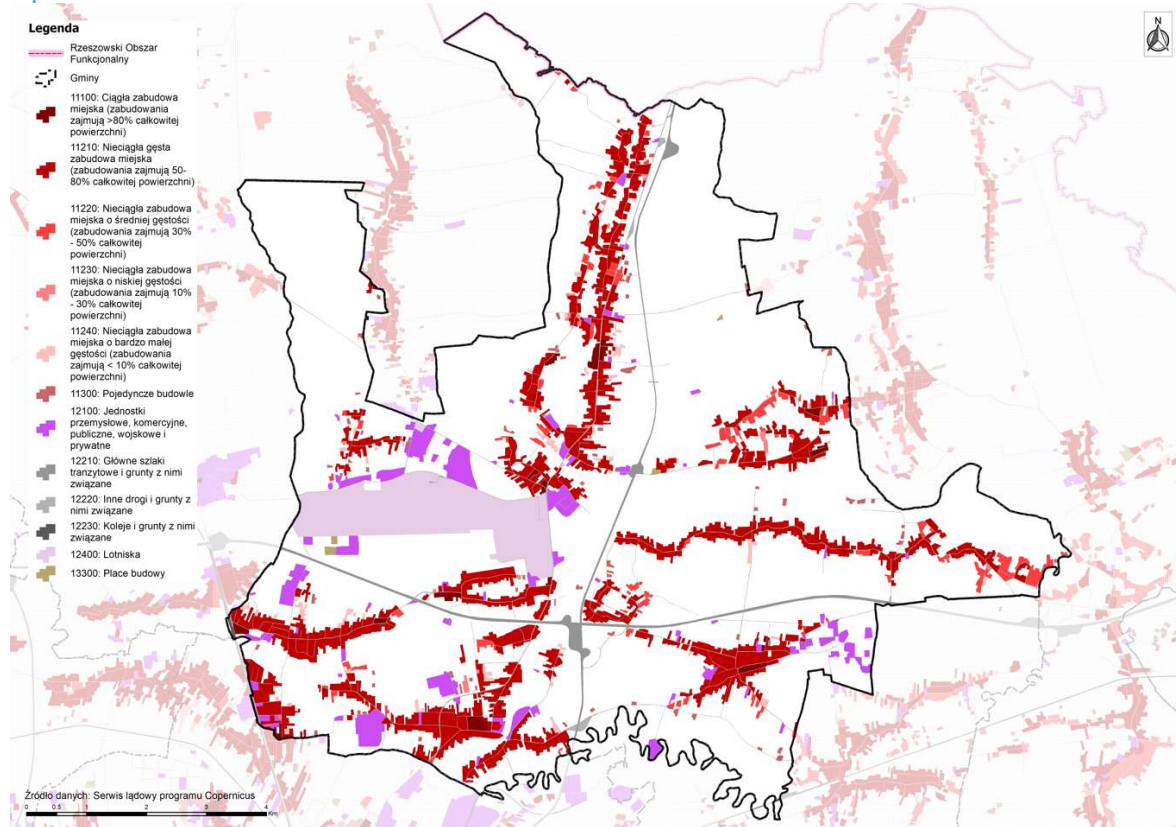 Legenda
Rzeszowski Obszar
Funkcjonalny
Gminy
11100: Ciągła zabudowa
miejska (zabudowania
zajmują >80% całkowitej
powierzchni)
11210: Nieciągła gęsta
zabudowa miejska
(zabudowania zajmują 50-
80% całkowitej powierzchni)
11220: Nieciągła zabudowa
miejska o średniej gęstości
(zabudowania zajmują 30%
- 50% całkowitej
powierzchni)
11230: Nieciągła zabudowa
miejska o niskiej gęstości
(zabudowania zajmują 10%
- 30% całkowitej
powierzchni)
11240: Nieciągła zabudowa
miejska o bardzo małej
gęstości (zabudowania
zajmują < 10% całkowitej
powierzchni)
11300: Pojedyncze budowle
12100: Jednostki
przemysłowe, komercyjne,
publiczne, wojskowe i
prywatne
12210: Główne szlaki
tranzytowe i grunty z nimi
związane
12220: Inne drogi i grunty z
nimi związane
12230: Koleje i grunty z nimi
związane
12400: Lotniska
13300: Place budowy
N
Źródło danych: Serwis lądowy programu Copernicus
0 0.5 1 2 3 4
Km